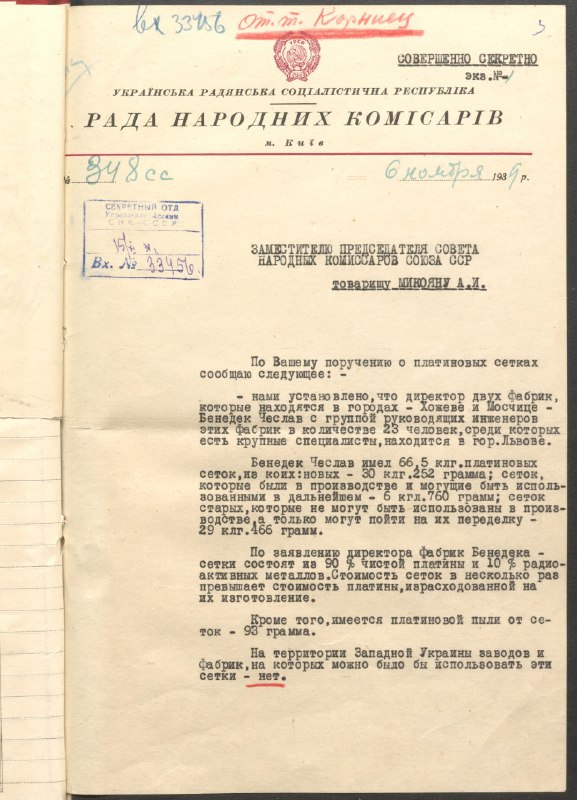 вх 33456 от т. Корниец
СОВЕРШЕННО СЕКРЕТНО
экз.№ 1
УКРАЇНСЬКА РАДЯНСЬКА СОЦІАЛІСТИЧНА РЕСПУБЛІКА
РАДА НАРОДНИХ КОМІСАРІВ
м. Київ
№ 348сс
6 ноября 1939 р.
СЕКРЕТНЫЙ ОТД
Управления делами
СНК СССР
Вх. № 33456.
ЗАМЕСТИТЕЛЮ ПРЕДСЕДАТЕЛЯ СОВЕТА
НАРОДНЫХ КОМИССАРОВ СОЮЗА ССР
товарищу МИКОЯНУ А.И.
По Вашему поручению о платиновых сетках
сообщаю следующее: -
- нами установлено,что директор двух Фабрик,
которые находятся в городах - Хожеве и Мосчице -
Бенедек Чеслав с группой руководящих инженеров
этих Фабрик в количестве 23 человек,среди которых
есть крупные специалисты,находится в гор.Львове.
Бенедек Чеслав имел 66,5 клг.платиновых
сеток,из коих:новых - 30 клг.252 грамма; сеток,
которые были в производстве и могущие быть исполь-
зованными в дальнейшем - 6 кгл.760 грамм; сеток
старых,которые не могут быть использованы в произ-
водстве,а только могут пойти на их переделку -
29 клг.466 грамм.
По заявлению директора Фабрик Бенедека -
сетки состоят из 90 % чистой платины и 10 % радио-
активных металлов.Стоимость сеток в несколько раз
превышает стоимость платины,израсходованной на
их изготовление.
Кроме того,имеется платиновой пыли от се-
ток - 93 грамма.
На территории Западной Украины заводов и
Фабрик,на которых можно было бы использовать эти
сетки - нет.